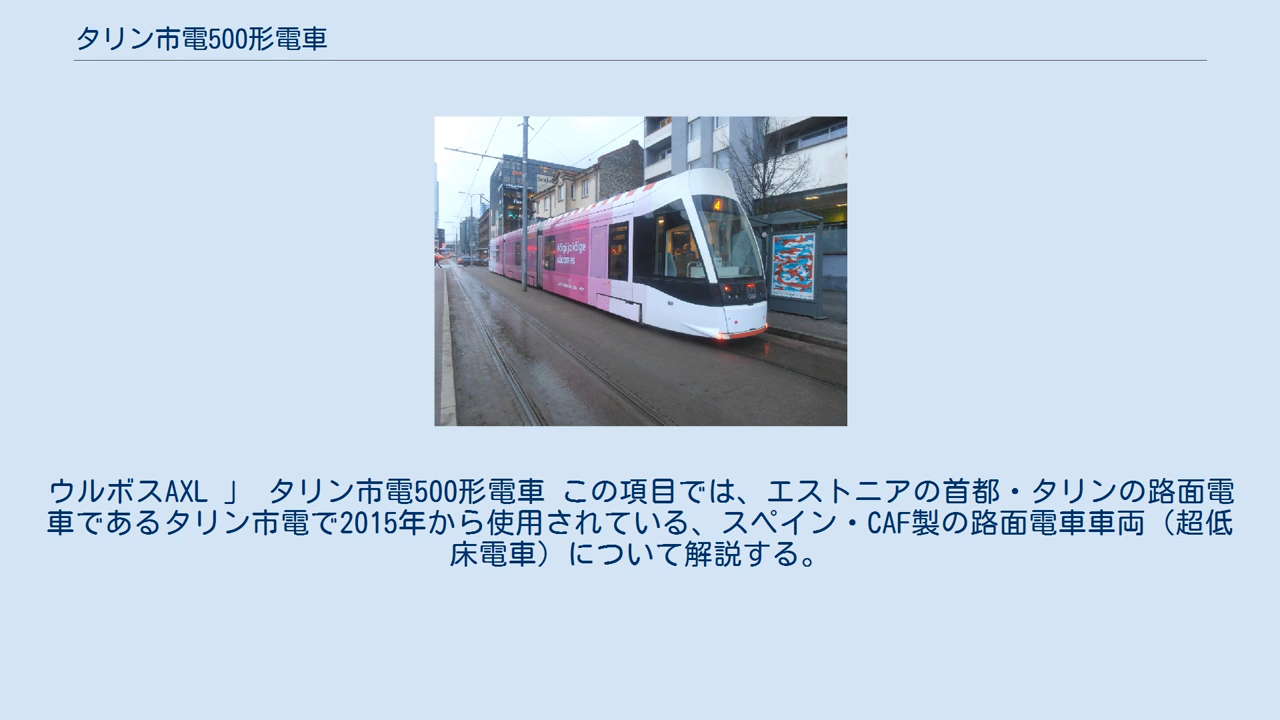 タリン市電500形電車
4
kõigi ja kõige
ウルボスAXL 」 タリン市電500形電車 この項目では、エストニアの首都・タリンの路面電
車であるタリン市電で2015年から使用されている、スペイン・CAF製の路面電車車両（超低
床電車）について解説する。